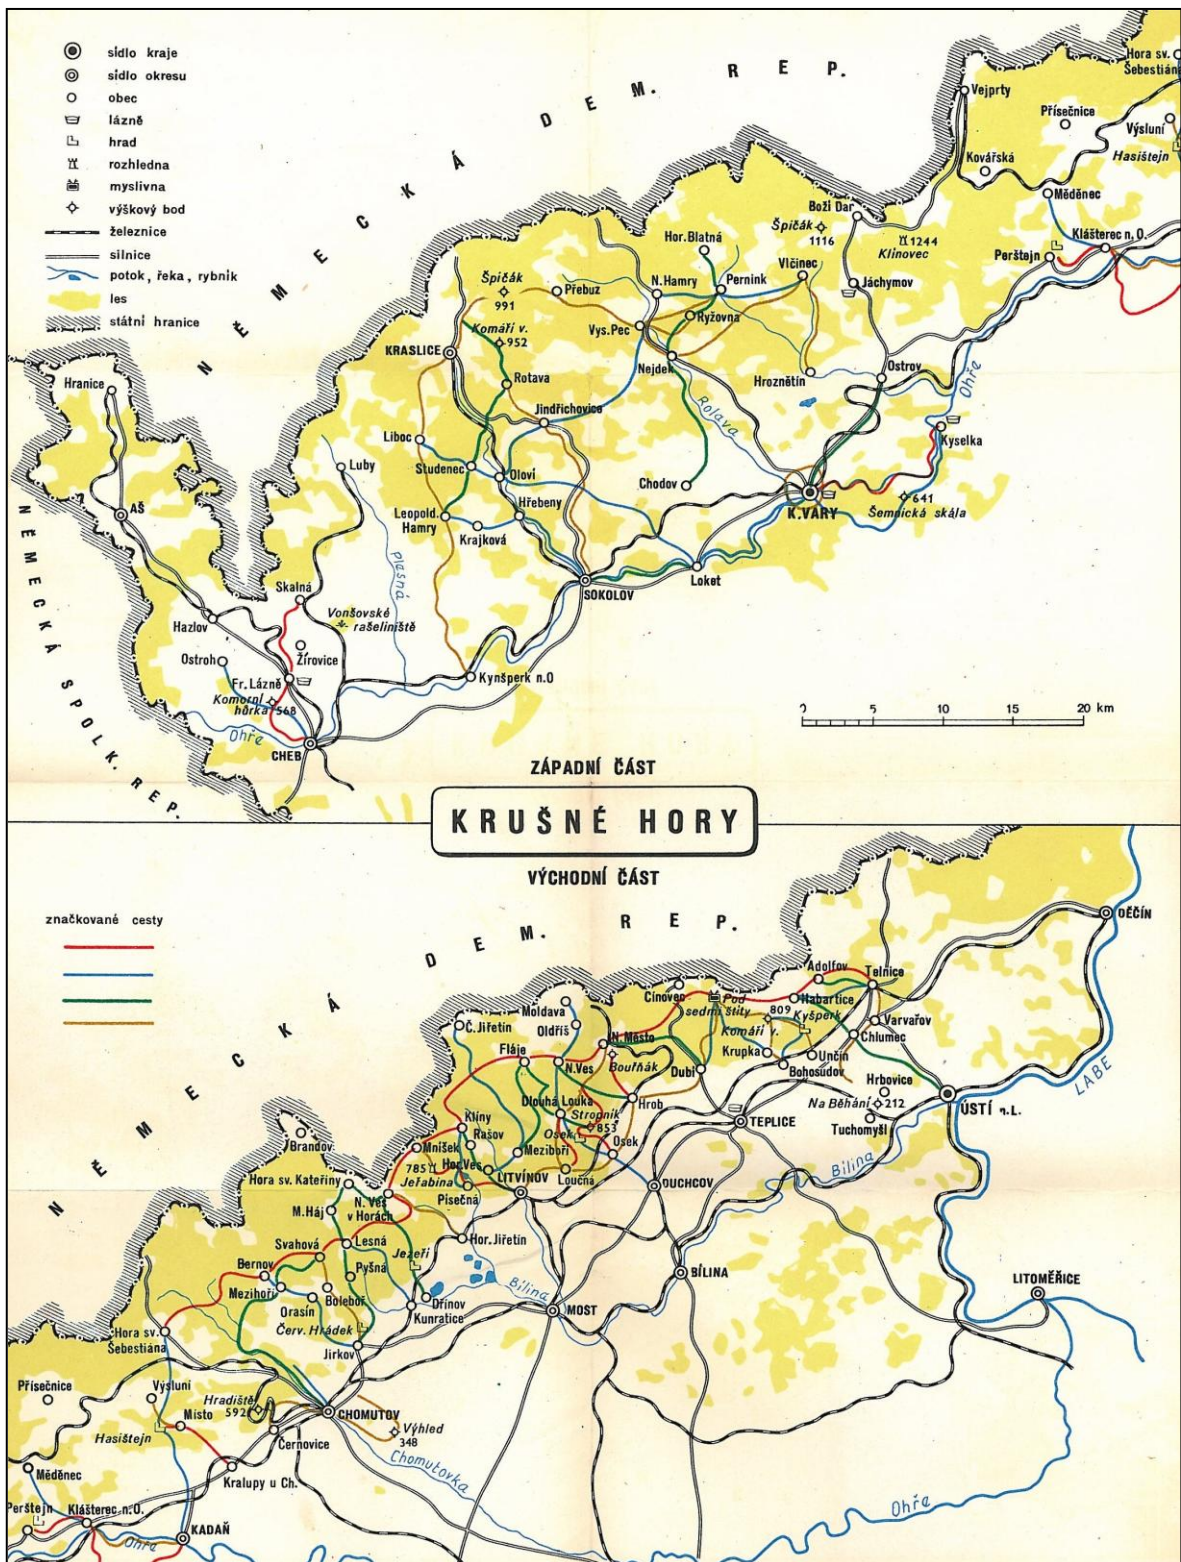 sídlo kraje
sídlo okresu
obec
lázně
hrad
rozhledna
myslivna
výškový bod
železnice
silnice
potok, řeka, rybník
les
státní hranice
NĚMECKÁ DEM. REP.
NĚMECKÁ SPOLK. REP.
Hora sv.
Šebestiána
Vejprty
Přísečnice
Výsluní
Hasištejn
Kovářská
Měděnec
Boží Dar
Špičák
1116
1244
Klínovec
Klášterec n.O.
Perštejn
Hor. Blatná
Vlčinec
Jáchymov
Špičák
991
Přebuz
N.Hamry
Pernink
Ryžovna
Komáří v.
952
Vys.Pec
KRASLICE
Nejdek
Hroznětín
Ostrov
Ohře
Hranice
Rotava
Jindřichovice
Rolava
Kyselka
Liboc
Luby
Studenec
Oloví
Chodov
K.VARY
641
Šemnická skála
AŠ
Leopold.
Hamry
Hřebeny
Krajková
Plesná
Loket
SOKOLOV
Skalná
Hazlov
Vonšovské
rašeliniště
Žírovice
Ostroh
Fr. Lázně
Kynšperk n.O
Komorní
hůrka 568
Ohře
CHEB
0 5 10 15 20 km
ZÁPADNÍ ČÁST
KRUŠNÉ HORY
VÝCHODNÍ ČÁST
značkované cesty
NĚMECKÁ DEM. REP.
DĚČÍN
Adolfov
Telnice
Cínovec
Pod
sedmi štíty
Habartice
809 Kyšperk
Komáří v.
Varvařov
Chlumec
Moldava
Oldříš
Č.Jiřetín
N.Město
Fláje
N.Ves
Bouřňák
Krupka
Unčín
Bohosudov
Dubí
Hrbovice
Na Běhání 212
Tuchomyšl
ÚSTÍ n.L.
LABE
Dlouhá Louka
Stropník
853
Hrob
TEPLICE
Klíny
Rašov
Osek
Osek
Mníšek
Meziboří
Brandov
785
Jeřabina
Hor.Ves
Loučná
Bílina
Hora sv. Kateřiny
Písečná
LITVÍNOV
DUCHCOV
N. Ves
v Horách
M.Háj
Hor. Jiřetín
Svahová
Lesná
Jezeří
Bernov
Pyšná
BÍLINA
LITOMĚŘICE
Mezihoří
Orasín
Boleboř
Dřínov
Bílina
MOST
Kunratice
Červ. Hrádek
Hora sv.
Šebestiána
Jirkov
Přísečnice
Výsluní
Hradiště
592
Místo
CHOMUTOV
Výhled
348
Hasištejn
Černovice
Chomutovka
Měděnec
Kralupy u Ch.
Perštejn
Klášterec n.O.
Ohře
KADAŇ
Ohře